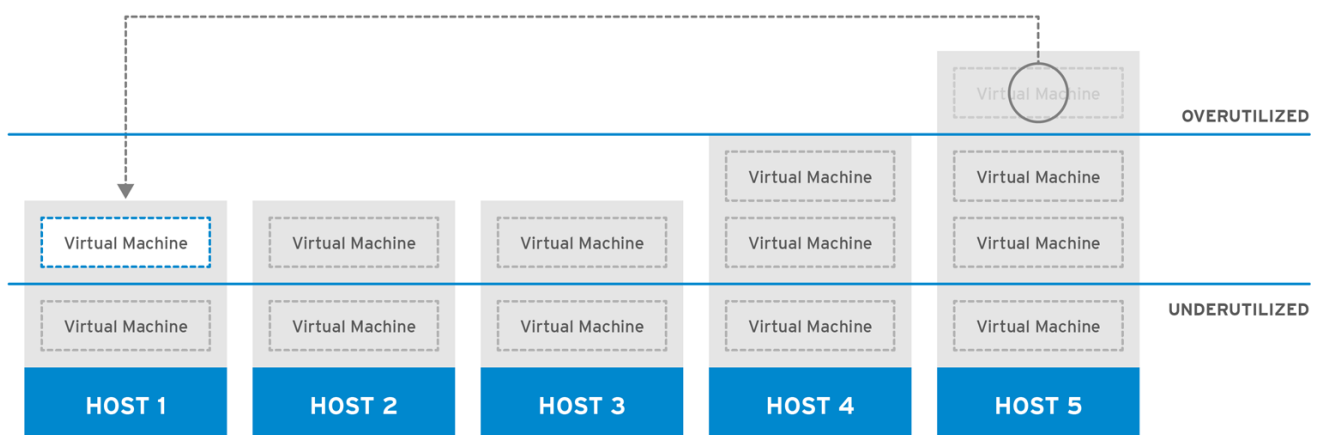 Virtual Machine
OVERUTILIZED
Virtual Machine Virtual Machine
Virtual Machine Virtual Machine Virtual Machine Virtual Machine Virtual Machine
UNDERUTILIZED
Virtual Machine Virtual Machine Virtual Machine Virtual Machine Virtual Machine
HOST 1 HOST 2 HOST 3 HOST 4 HOST 5